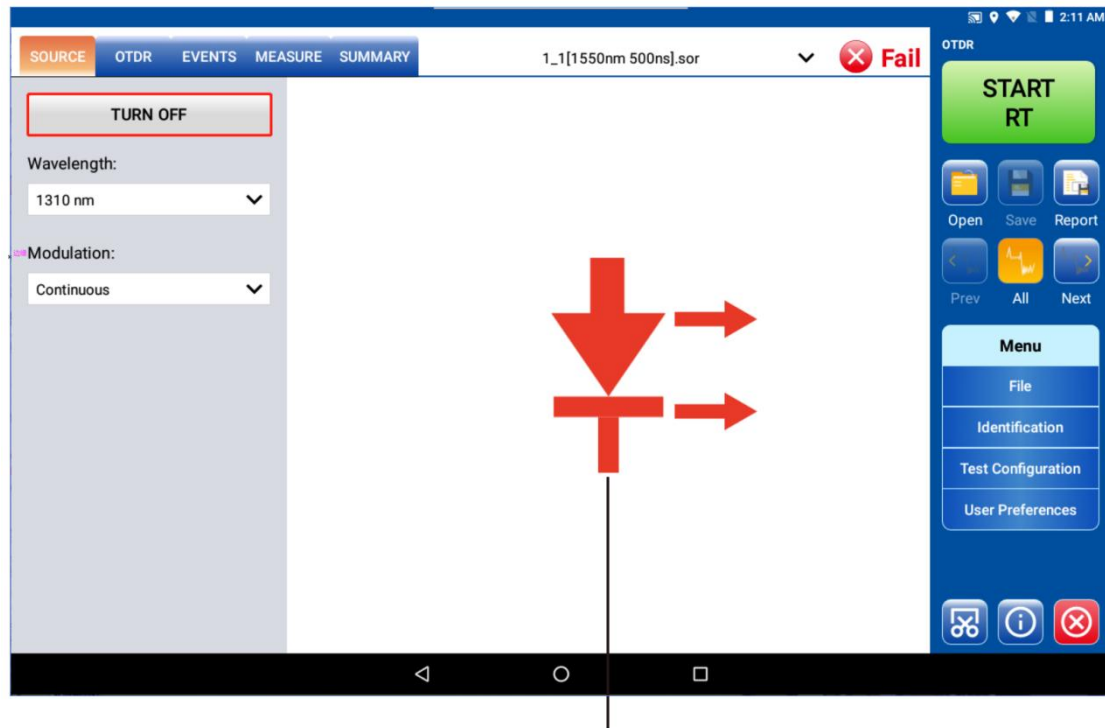 2:11 AM
SOURCE OTDR EVENTS MEASURE SUMMARY
1_1[1550nm 500ns].sor
Fail
OTDR
START
RT
TURN OFF
Wavelength:
1310 nm
Modulation:
Continuous
Open Save Report
Prev All Next
Menu
File
Identification
Test Configuration
User Preferences